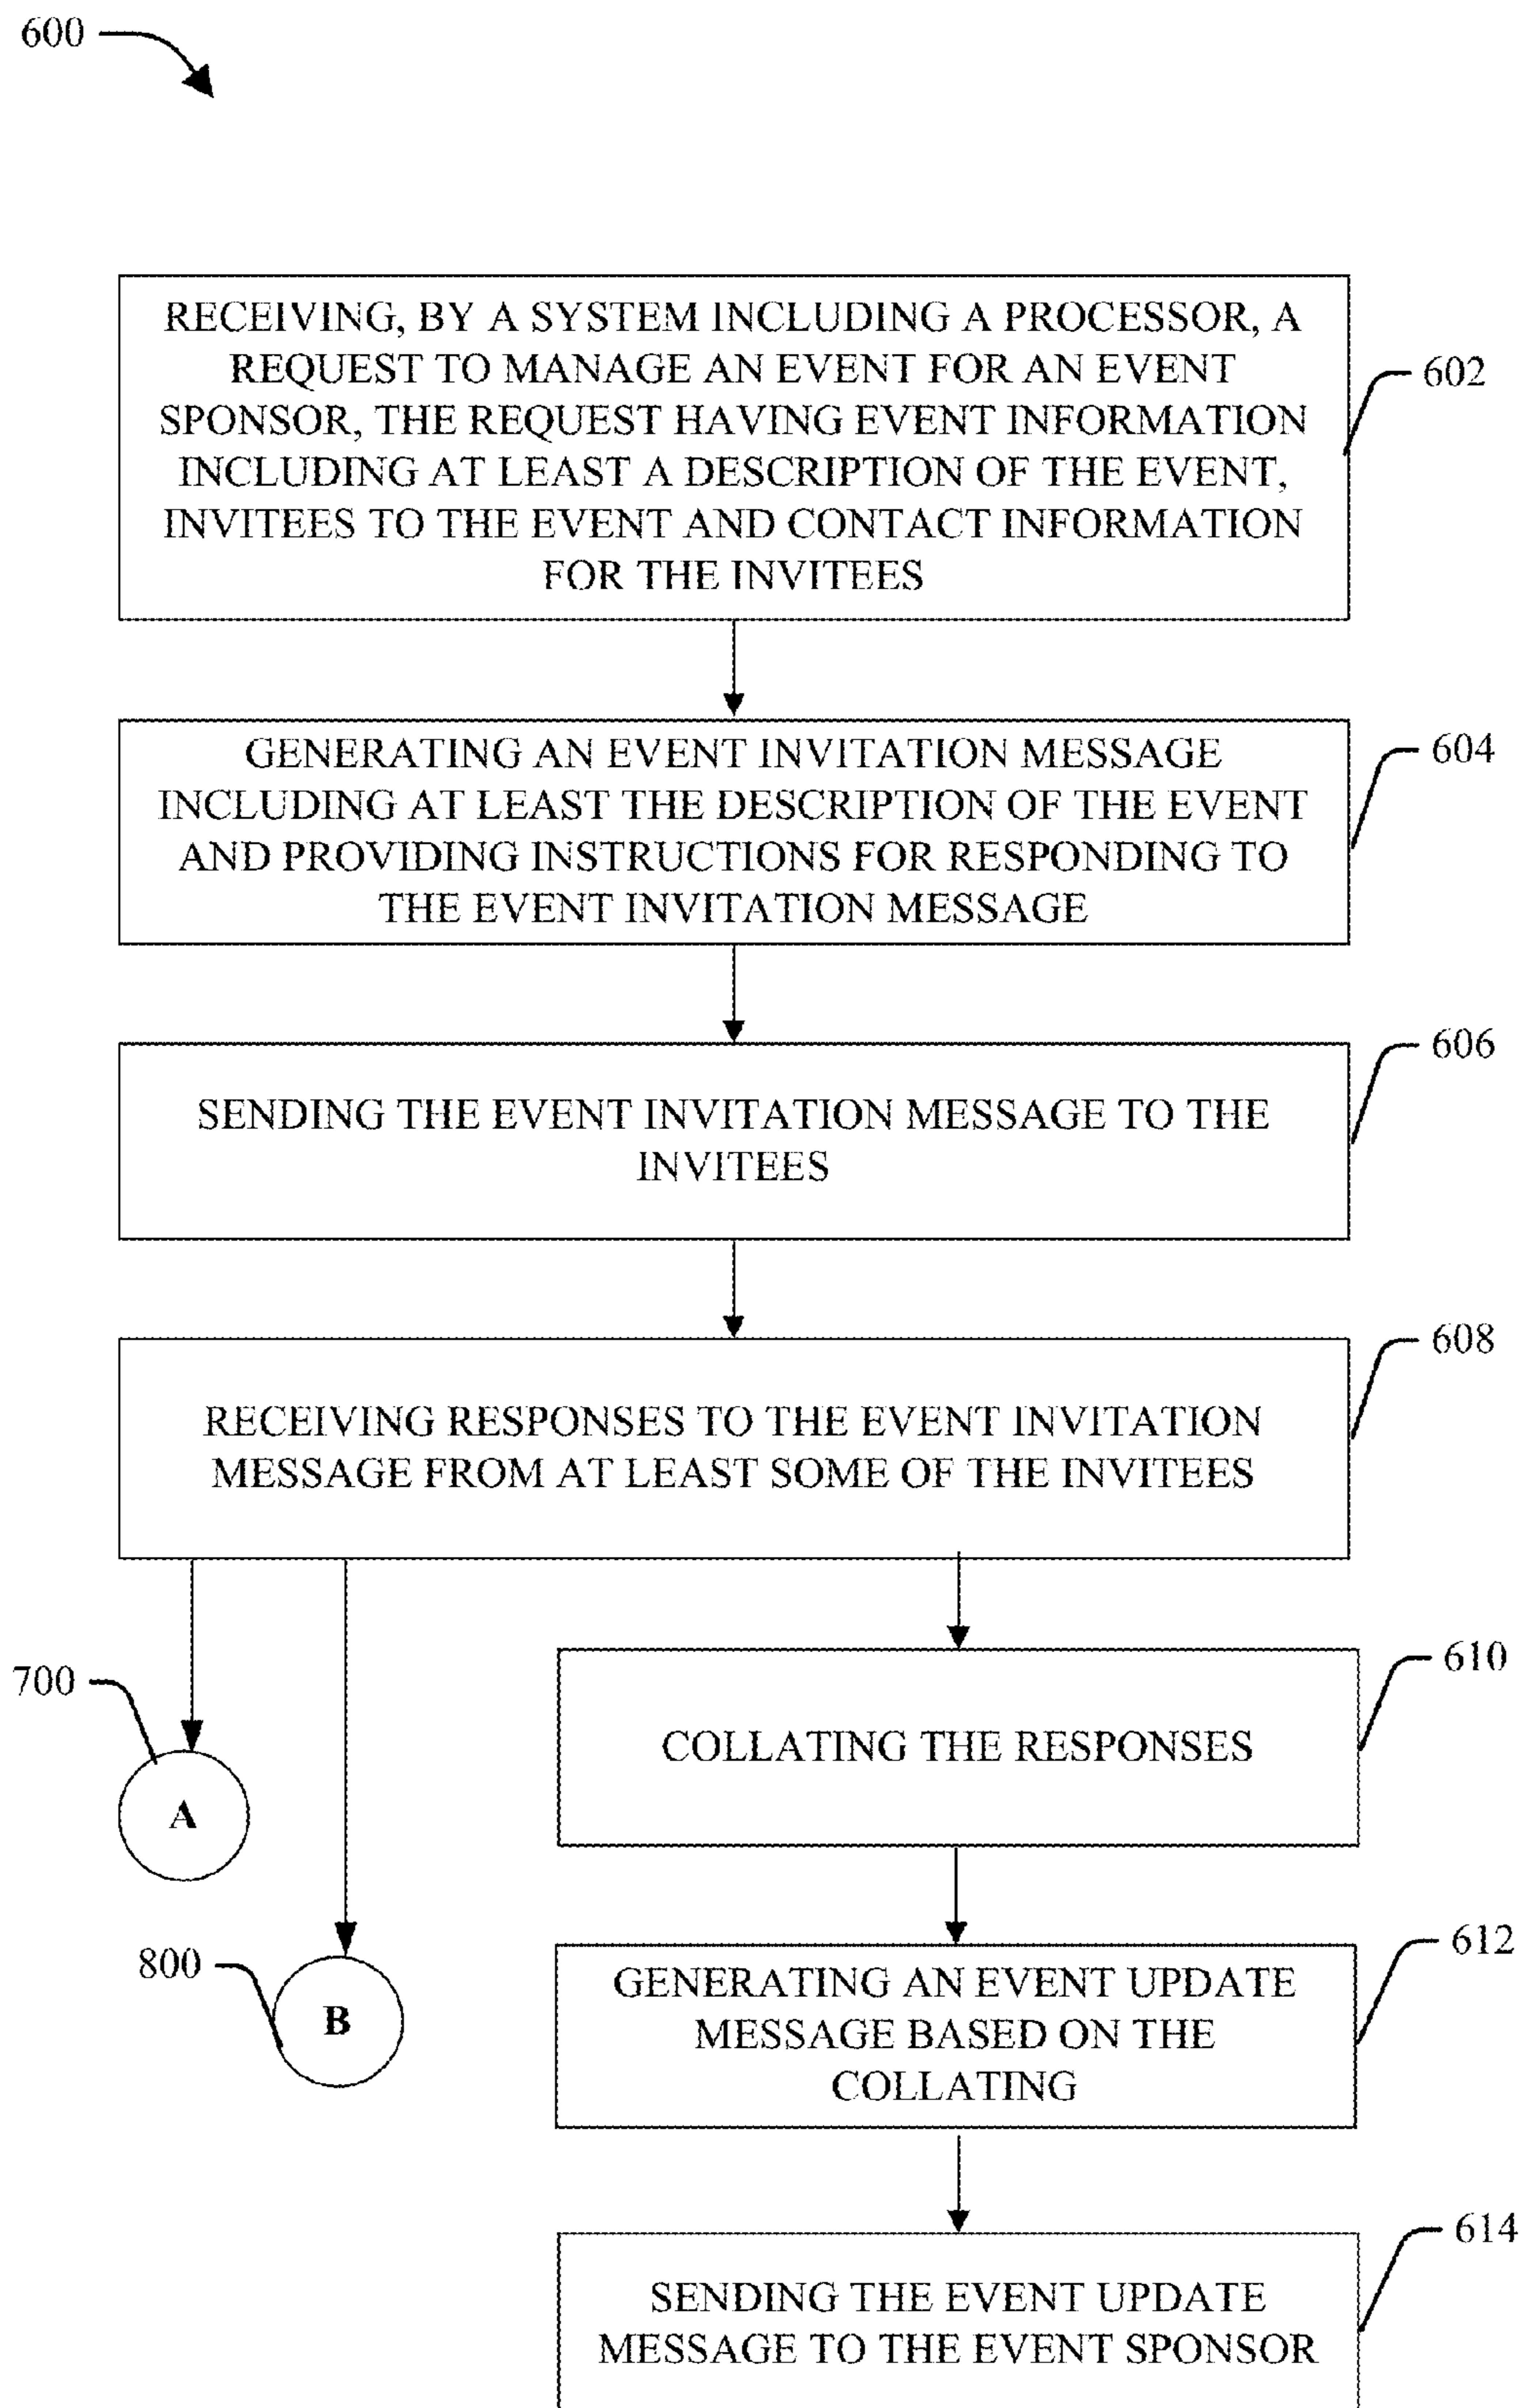 600
RECEIVING, BY A SYSTEM INCLUDING A PROCESSOR, A
REQUEST TO MANAGE AN EVENT FOR AN EVENT
SPONSOR, THE REQUEST HAVING EVENT INFORMATION
INCLUDING AT LEAST A DESCRIPTION OF THE EVENT,
INVITEES TO THE EVENT AND CONTACT INFORMATION
FOR THE INVITEES
602
GENERATING AN EVENT INVITATION MESSAGE
INCLUDING AT LEAST THE DESCRIPTION OF THE EVENT
AND PROVIDING INSTRUCTIONS FOR RESPONDING TO
THE EVENT INVITATION MESSAGE
604
SENDING THE EVENT INVITATION MESSAGE TO THE
INVITEES
606
RECEIVING RESPONSES TO THE EVENT INVITATION
MESSAGE FROM AT LEAST SOME OF THE INVITEES
608
700
A
800
B
COLLATING THE RESPONSES
610
GENERATING AN EVENT UPDATE
MESSAGE BASED ON THE
COLLATING
612
SENDING THE EVENT UPDATE
MESSAGE TO THE EVENT SPONSOR
614